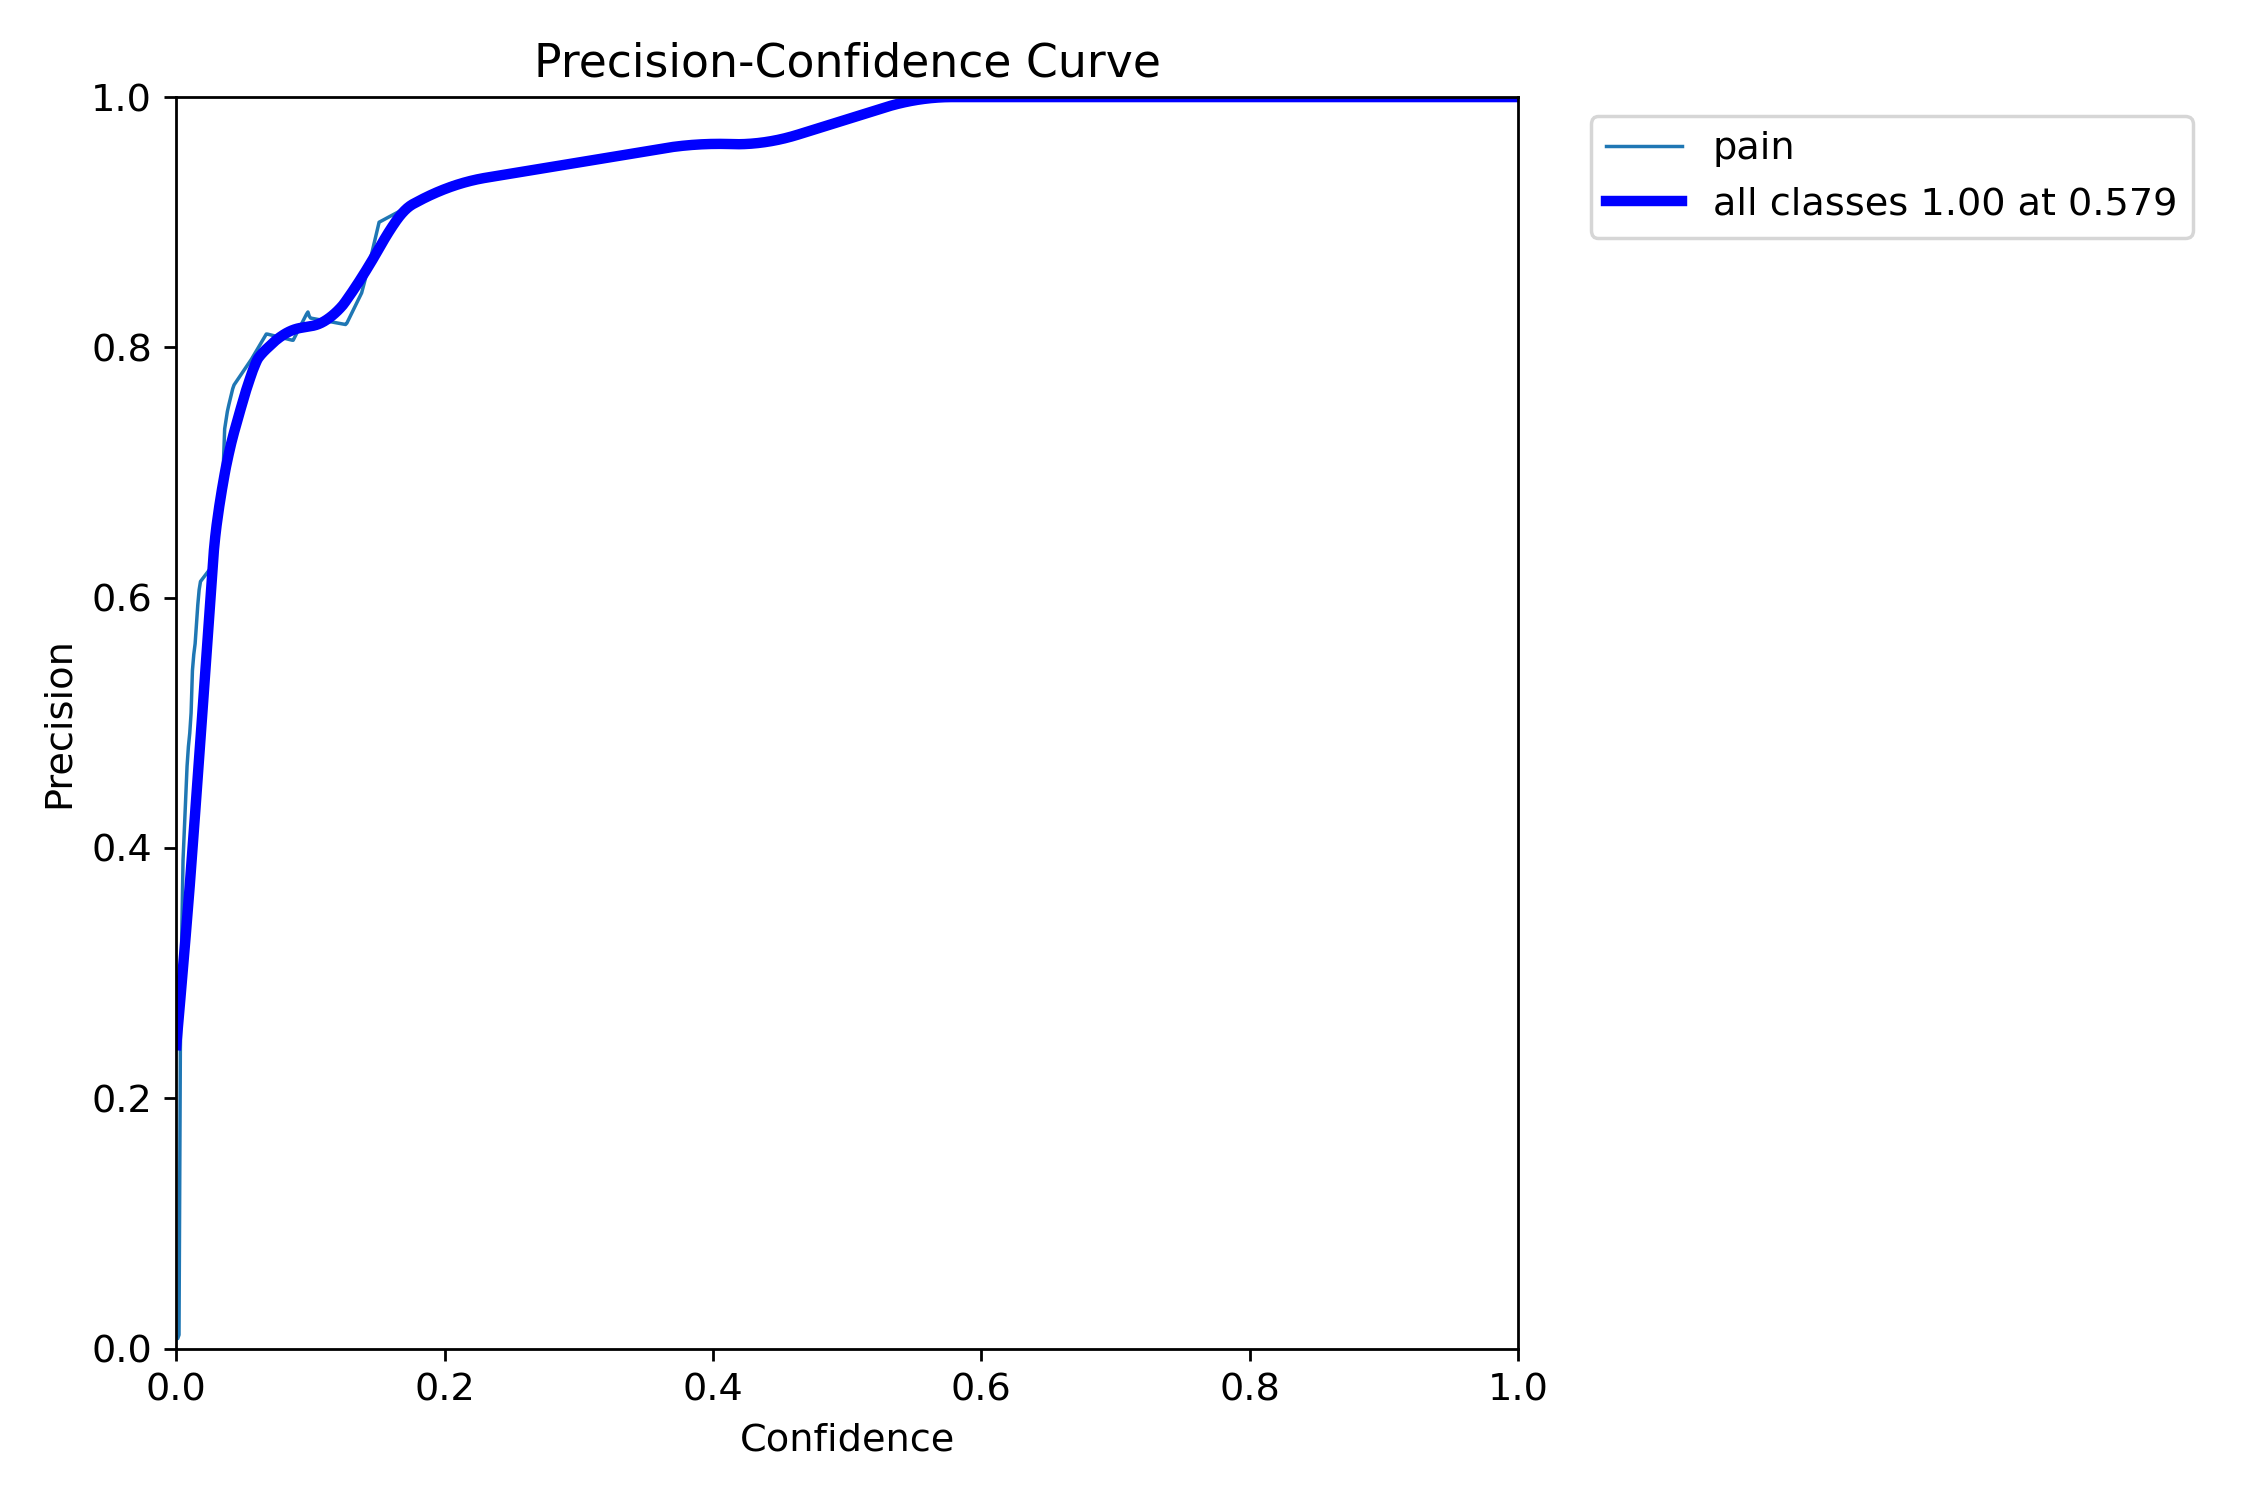 Precision-Confidence Curve
1.0
0.8
0.6
0.4
0.2
0.0
Precision
0.0 0.2 0.4 0.6 0.8 1.0
Confidence
pain
all classes 1.00 at 0.579